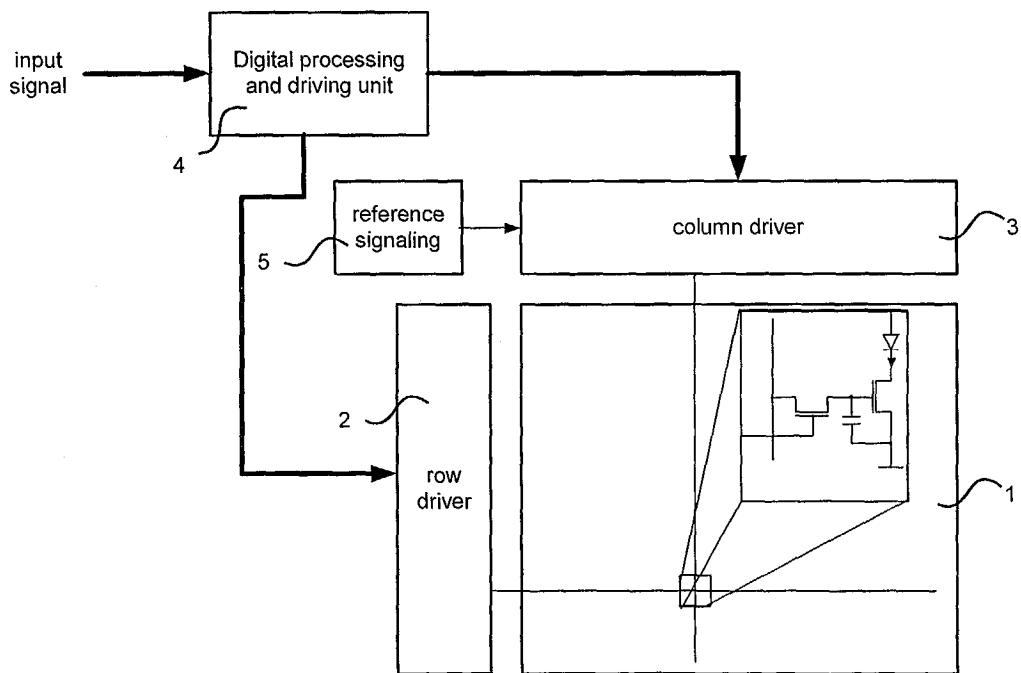 input
signal
Digital processing
and driving unit
4
reference
signaling
5
column driver
3
2
row
driver
1